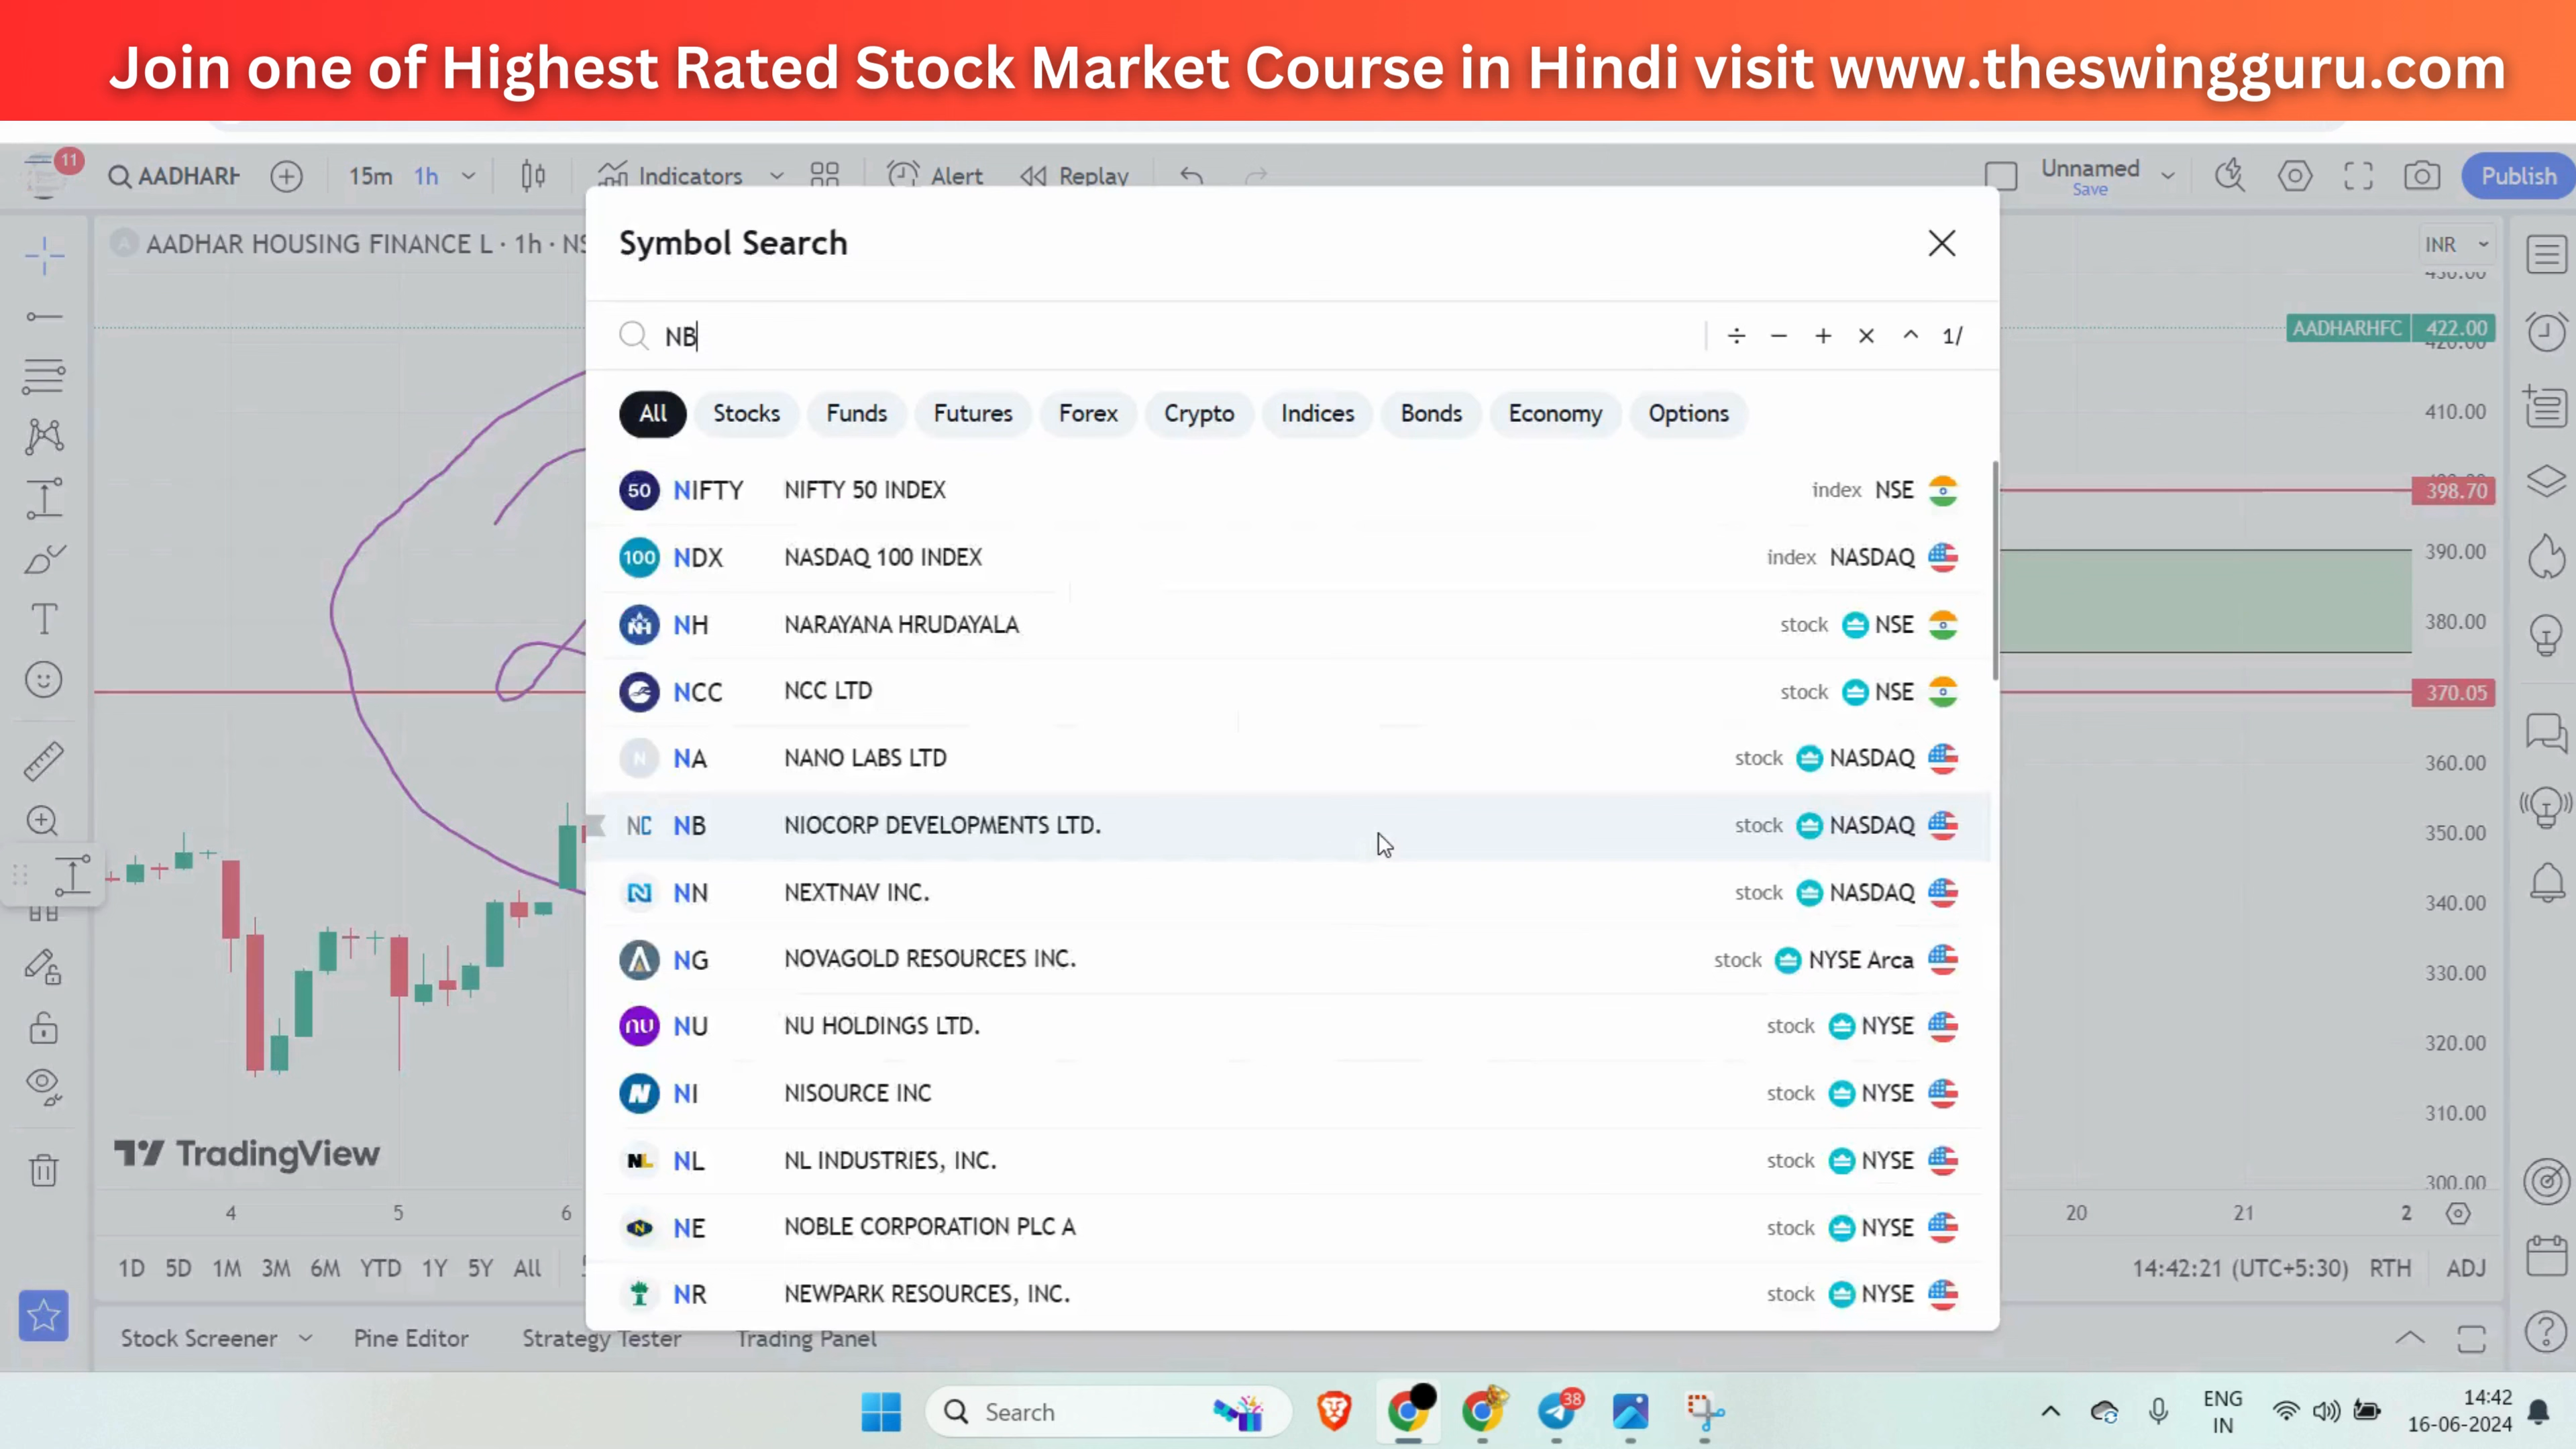 Join one of Highest Rated Stock Market Course in Hindi visit www.theswingguru.com
11
AADHARH
15m 1h
Indicators
Alert
Replay
Unnamed
Save
Publish
AADHAR HOUSING FINANCE L · 1h · NS
INR
Symbol Search
NB
÷ − + × ^ 1/
All Stocks Funds Futures Forex Crypto Indices Bonds Economy Options
50 NIFTY NIFTY 50 INDEX index NSE
100 NDX NASDAQ 100 INDEX index NASDAQ
NH NH NARAYANA HRUDAYALA stock NSE
NCC NCC LTD stock NSE
N NA NANO LABS LTD stock NASDAQ
NC NB NIOCORP DEVELOPMENTS LTD. stock NASDAQ
N NN NEXTNAV INC. stock NASDAQ
NG NOVAGOLD RESOURCES INC. stock NYSE Arca
nu NU NU HOLDINGS LTD. stock NYSE
N NI NISOURCE INC stock NYSE
NL NL NL INDUSTRIES, INC. stock NYSE
N NE NOBLE CORPORATION PLC A stock NYSE
NR NEWPARK RESOURCES, INC. stock NYSE
AADHARHFC 422.00
420.00
410.00
398.70
390.00
380.00
370.05
360.00
350.00
340.00
330.00
320.00
310.00
300.00
TradingView
4 5 6 20 21 2
1D 5D 1M 3M 6M YTD 1Y 5Y All
14:42:21 (UTC+5:30) RTH ADJ
Stock Screener Pine Editor Strategy Tester Trading Panel
Search
38
ENG
IN
14:42
16-06-2024